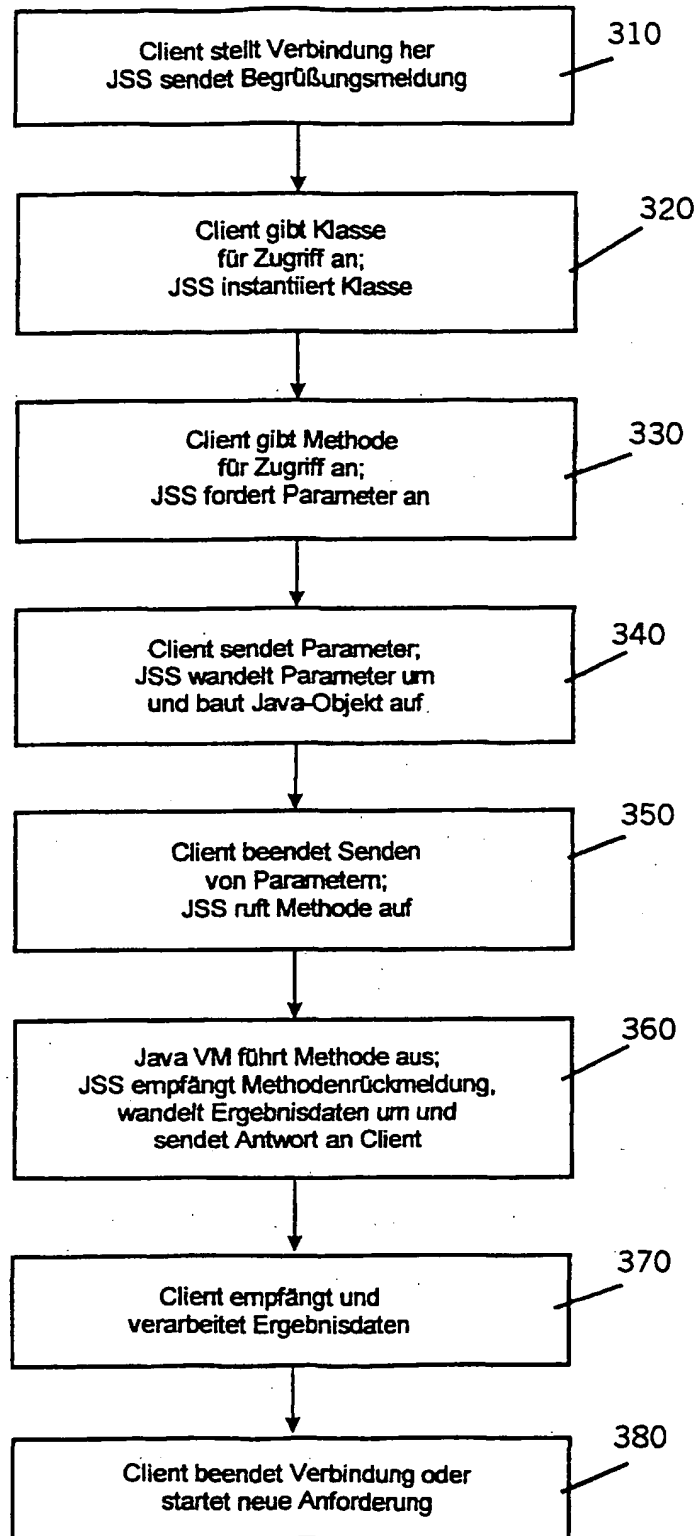 Client stellt Verbindung her
JSS sendet Begrüßungsmeldung
310
Client gibt Klasse
für Zugriff an;
JSS instantiiert Klasse
320
Client gibt Methode
für Zugriff an;
JSS fordert Parameter an
330
Client sendet Parameter;
JSS wandelt Parameter um
und baut Java-Objekt auf
340
Client beendet Senden
von Parametern;
JSS ruft Methode auf
350
Java VM führt Methode aus;
JSS empfängt Methodenrückmeldung,
wandelt Ergebnisdaten um und
sendet Antwort an Client
360
Client empfängt und
verarbeitet Ergebnisdaten
370
Client beendet Verbindung oder
startet neue Anforderung
380